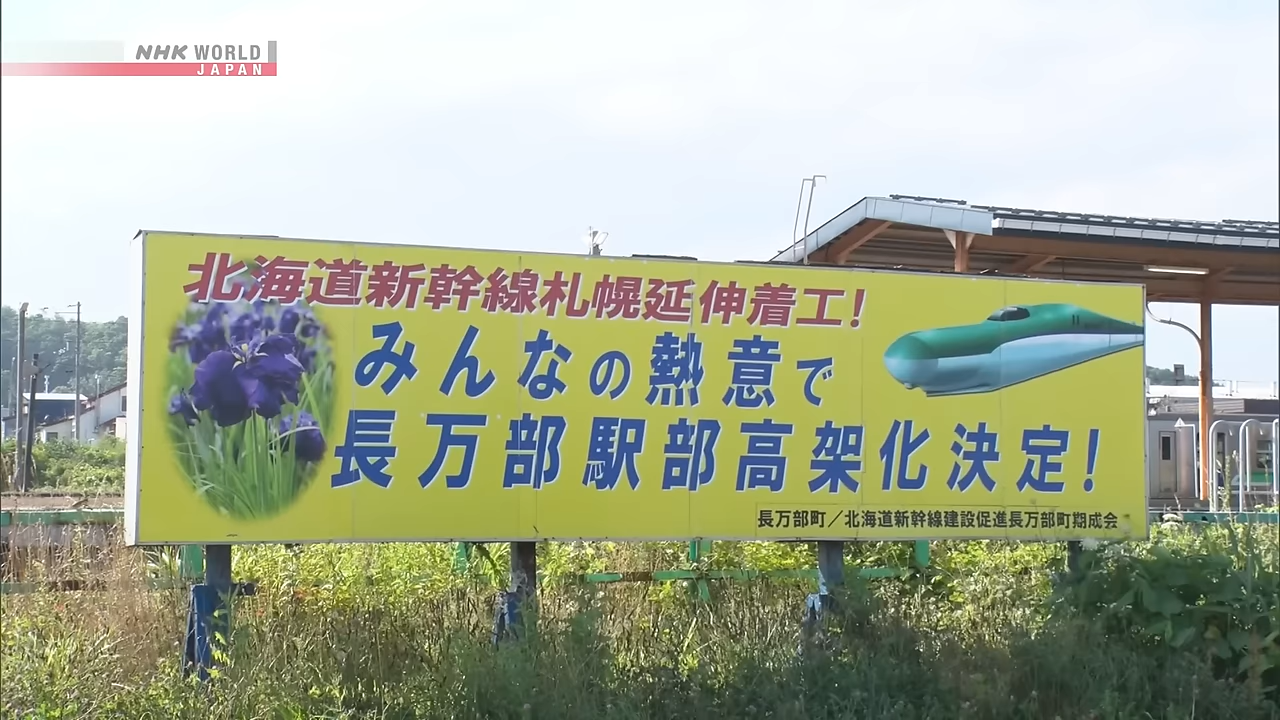 NHK WORLD
JAPAN
北海道新幹線札幌延伸着工!
みんなの熱意で
長万部駅部高架化決定!
長万部町/北海道新幹線建設促進長万部町期成会